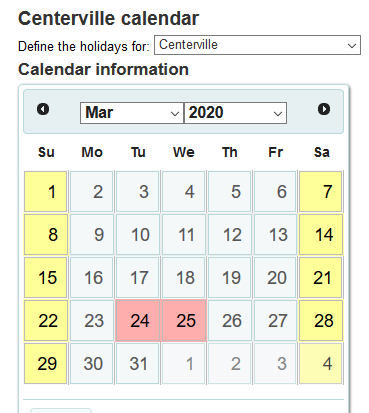 Centerville calendar
Define the holidays for: Centerville
Calendar information
Mar 2020
Su Mo Tu We Th Fr Sa
1 2 3 4 5 6 7
8 9 10 11 12 13 14
15 16 17 18 19 20 21
22 23 24 25 26 27 28
29 30 31 1 2 3 4